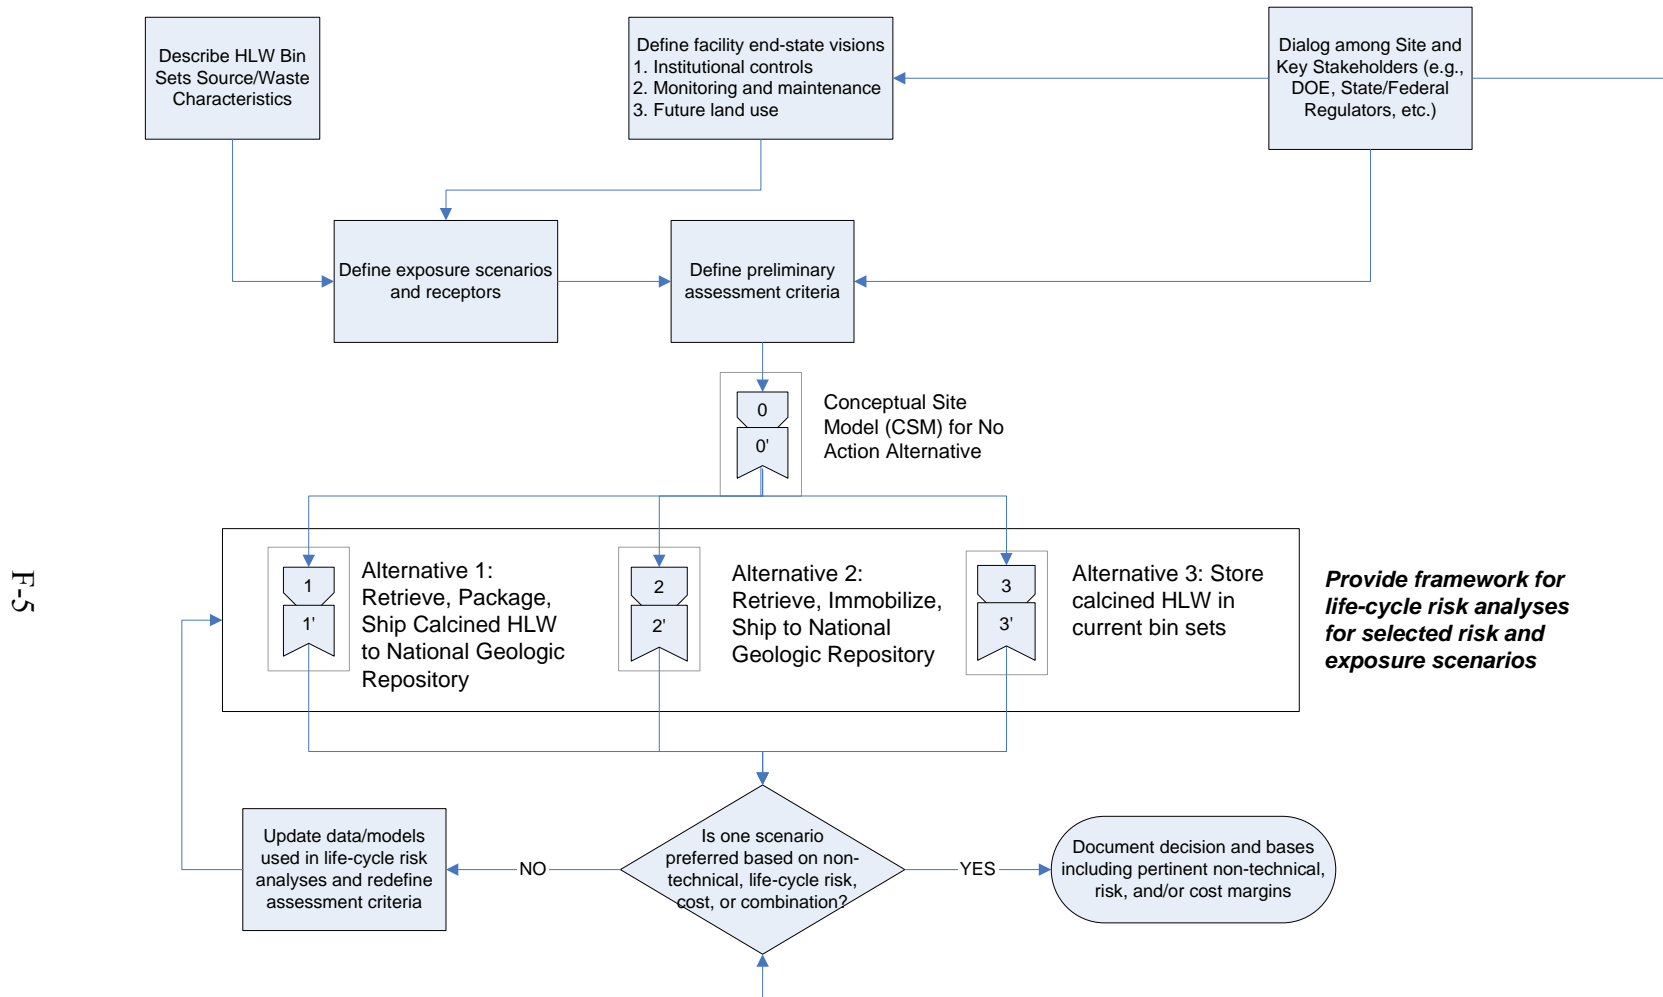 Describe HLW Bin
Sets Source/Waste
Characteristics
Define facility end-state visions
1. Institutional controls
2. Monitoring and maintenance
3. Future land use
Dialog among Site and
Key Stakeholders (e.g.,
DOE, State/Federal
Regulators, etc.)
Define exposure scenarios
and receptors
Define preliminary
assessment criteria
0
0'
Conceptual Site
Model (CSM) for No
Action Alternative
1
1'
Alternative 1:
Retrieve, Package,
Ship Calcined HLW
to National Geologic
Repository
2
2'
Alternative 2:
Retrieve, Immobilize,
Ship to National
Geologic Repository
3
3'
Alternative 3: Store
calcined HLW in
current bin sets
Provide framework for
life-cycle risk analyses
for selected risk and
exposure scenarios
Update data/models
used in life-cycle risk
analyses and redefine
assessment criteria
NO
Is one scenario
preferred based on non-
technical, life-cycle risk,
cost, or combination?
YES
Document decision and bases
including pertinent non-technical,
risk, and/or cost margins
F-5